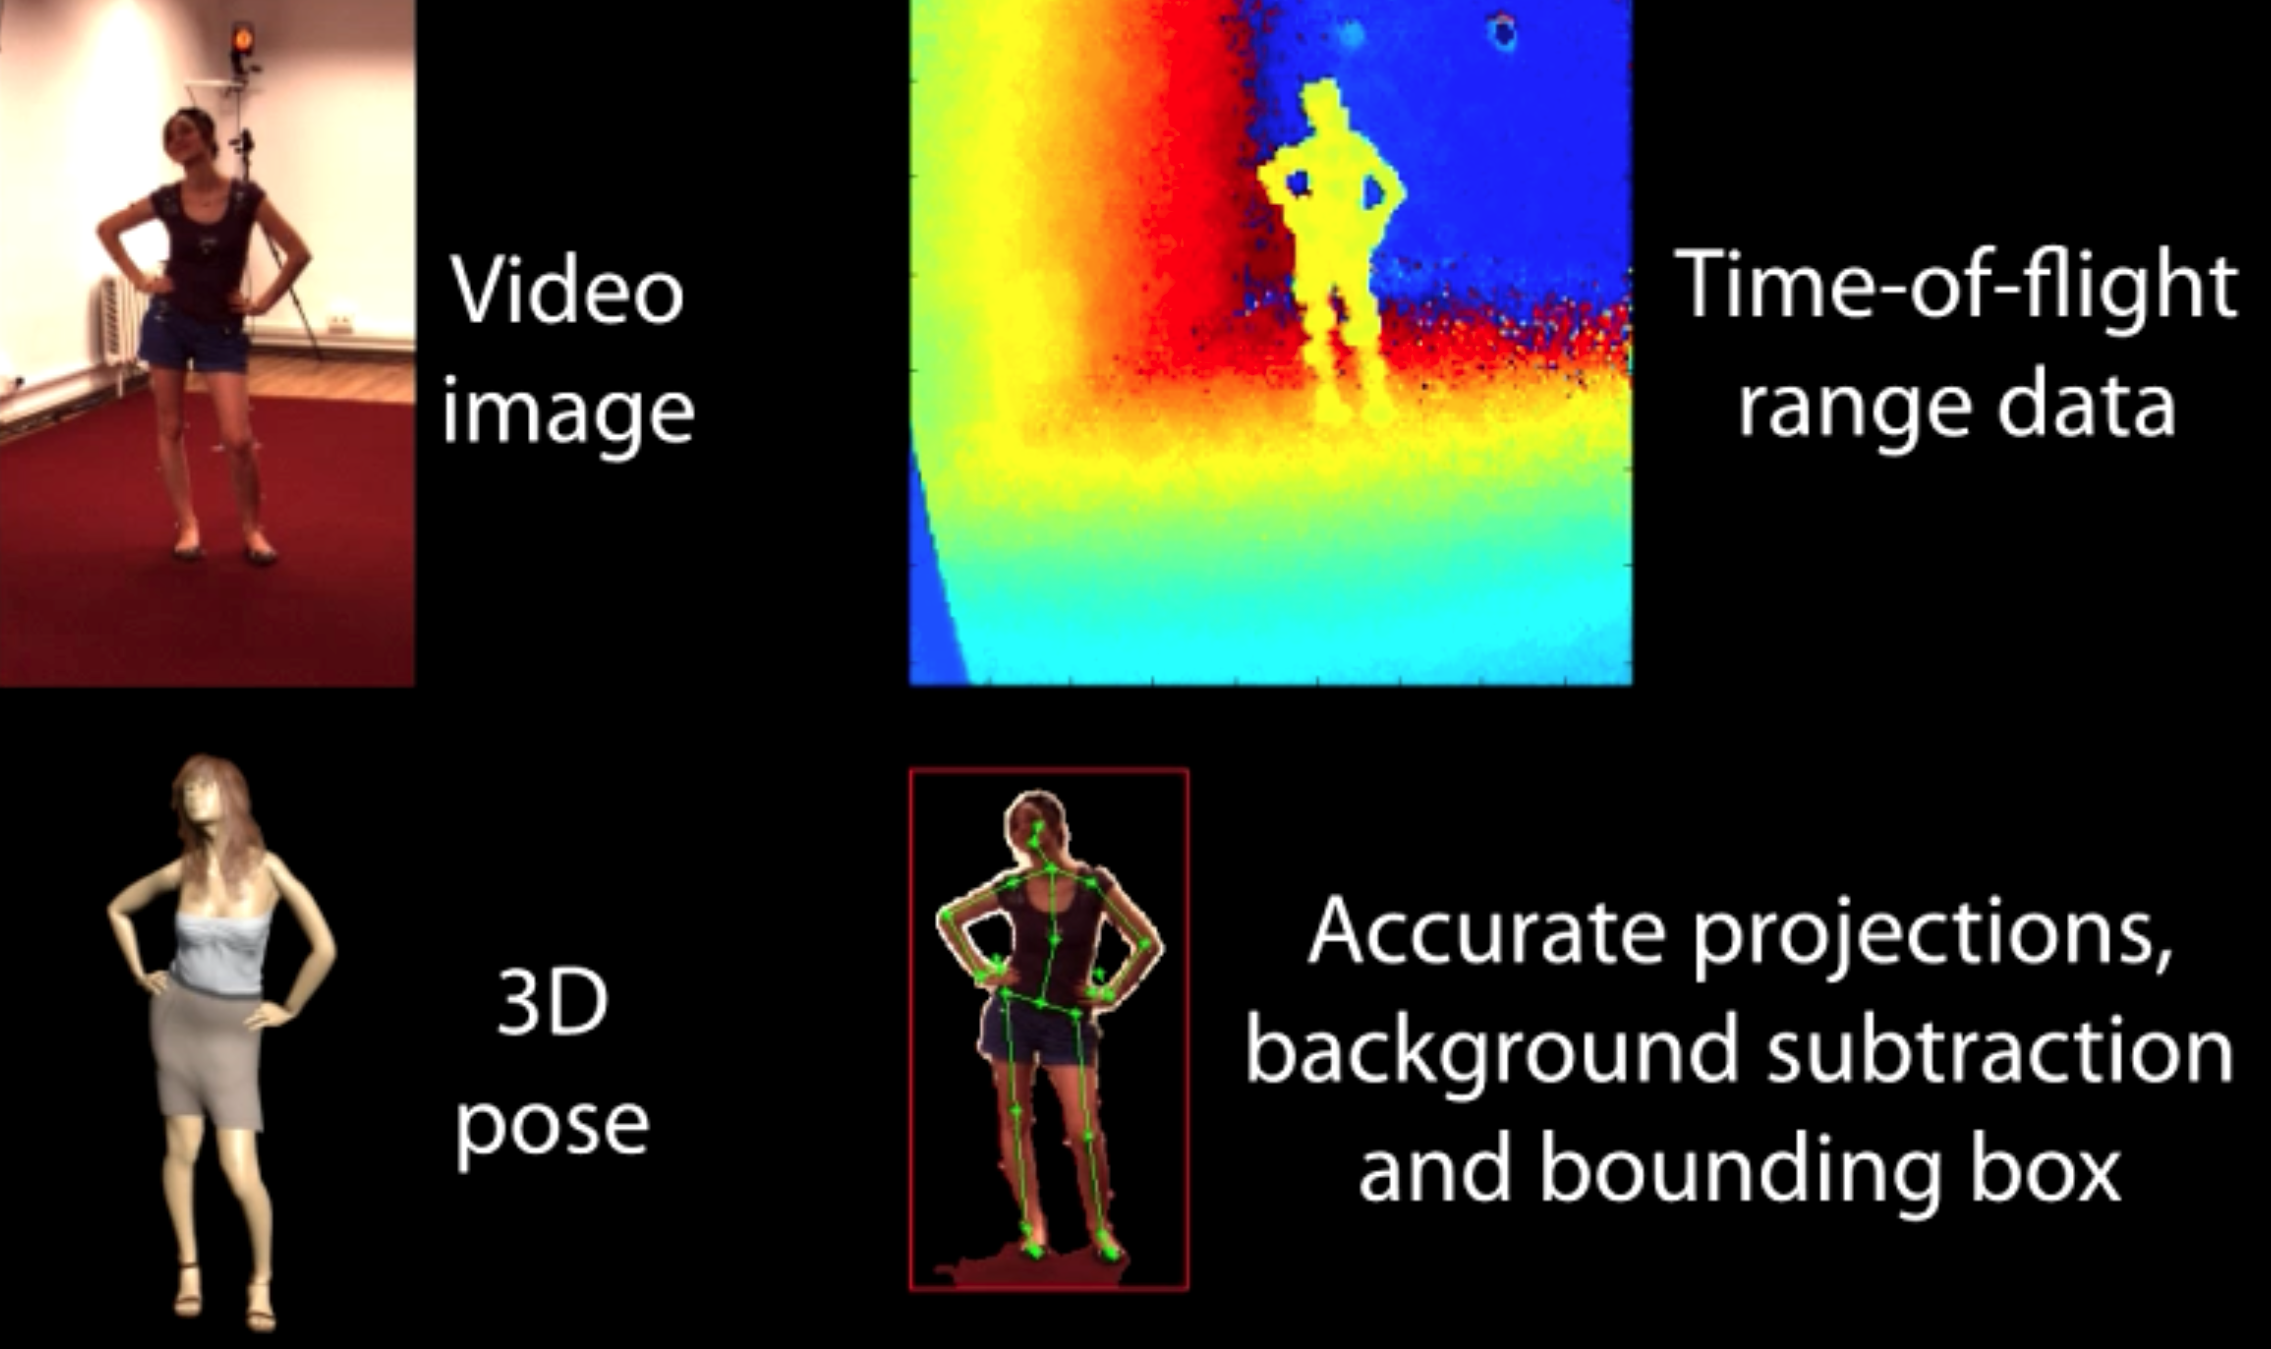 Video
image
Time-of-flight
range data
3D
pose
Accurate projections,
background subtraction
and bounding box